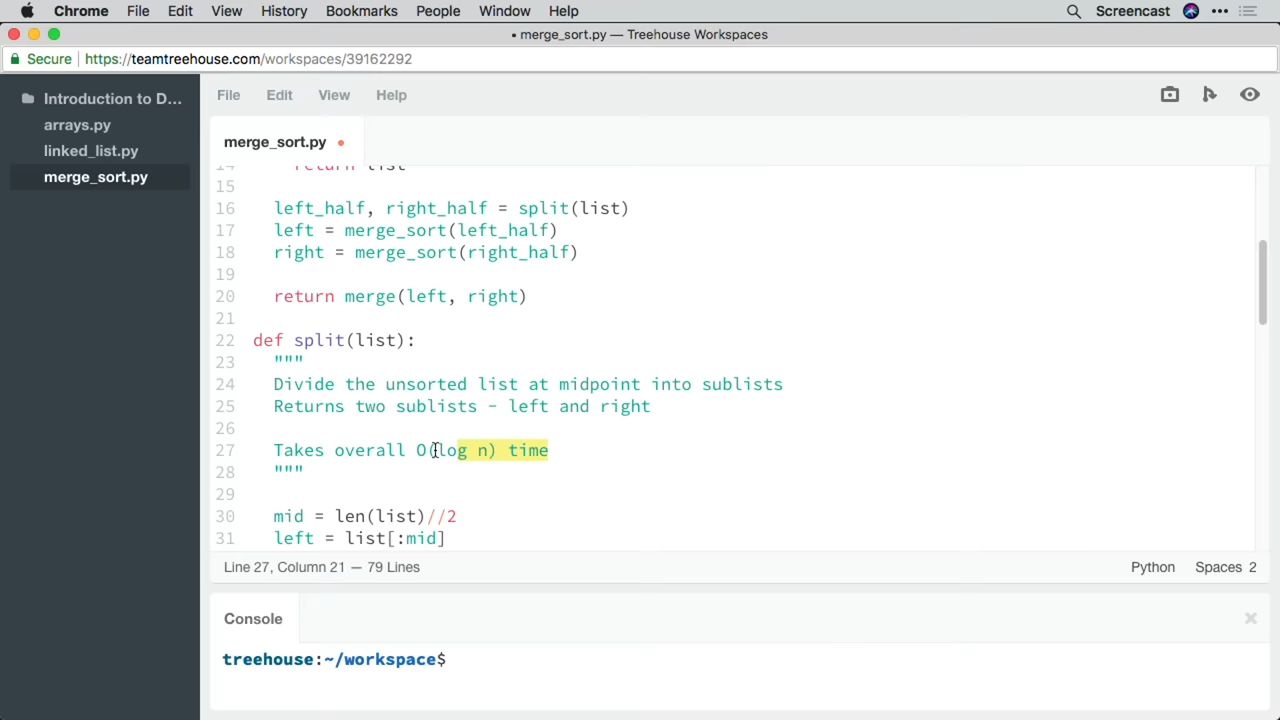 Chrome File Edit View History Bookmarks People Window Help Screencast
• merge_sort.py — Treehouse Workspaces
Secure https://teamtreehouse.com/workspaces/39162292
Introduction to D...
arrays.py
linked_list.py
merge_sort.py
File Edit View Help
merge_sort.py
14 return list
15
16 left_half, right_half = split(list)
17 left = merge_sort(left_half)
18 right = merge_sort(right_half)
19
20 return merge(left, right)
21
22 def split(list):
23 """
24 Divide the unsorted list at midpoint into sublists
25 Returns two sublists - left and right
26
27 Takes overall O(log n) time
28 """
29
30 mid = len(list)//2
31 left = list[:mid]
Line 27, Column 21 — 79 Lines Python Spaces 2
Console
treehouse:~/workspace$